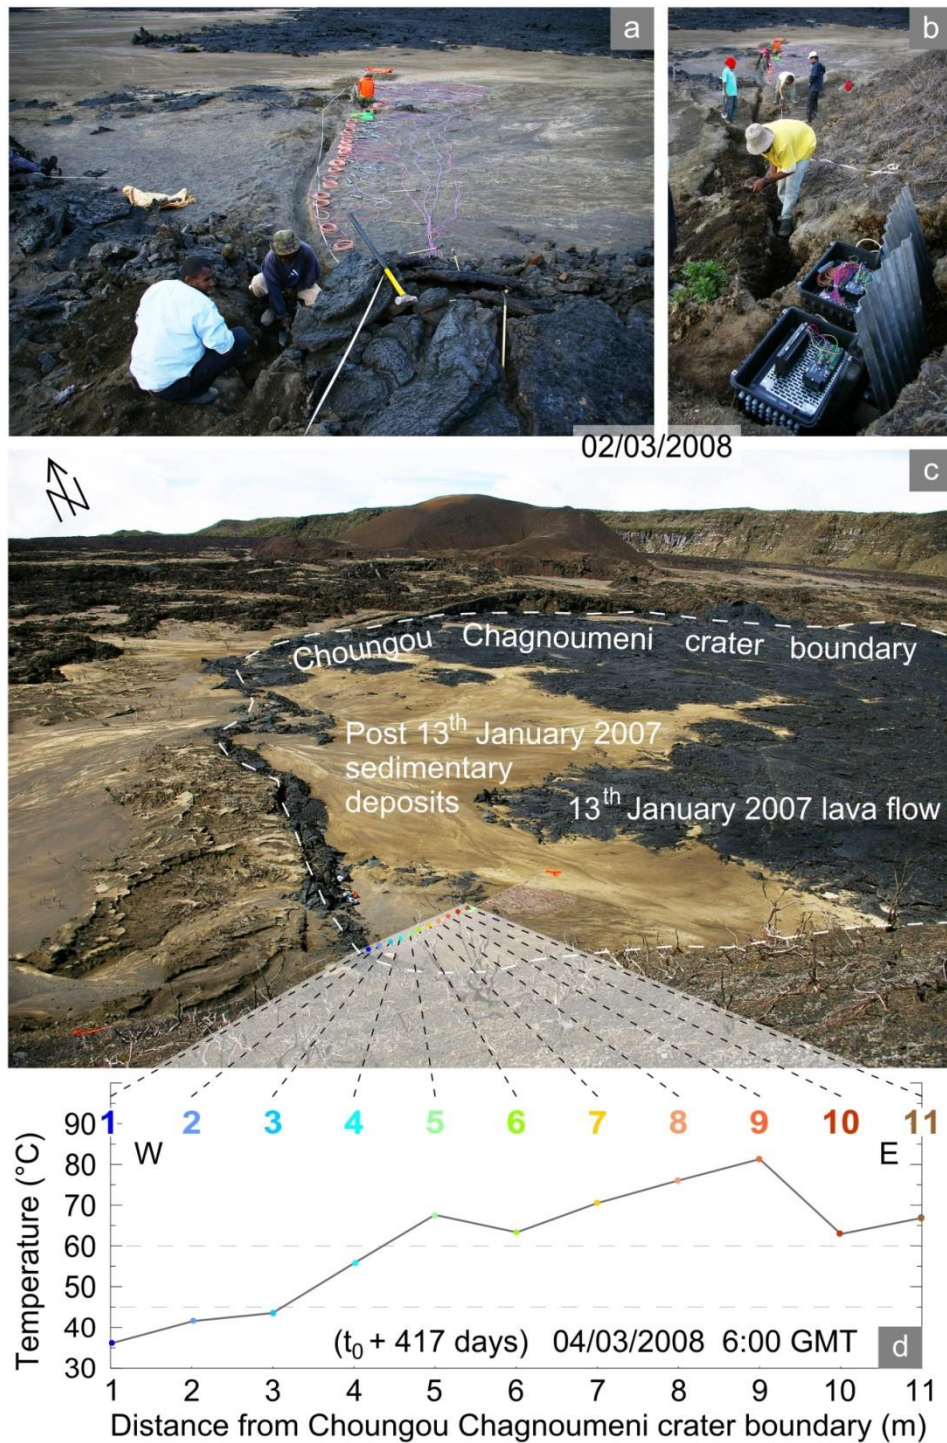 a
b
02/03/2008
c
N
Choungou Chagnoumeni crater boundary
Post 13th January 2007
sedimentary
deposits
13th January 2007 lava flow
1 2 3 4 5 6 7 8 9 10 11
W E
90
80
70
60
50
40
30
Temperature (°C)
(t0 + 417 days) 04/03/2008 6:00 GMT
d
1 2 3 4 5 6 7 8 9 10 11
Distance from Choungou Chagnoumeni crater boundary (m)